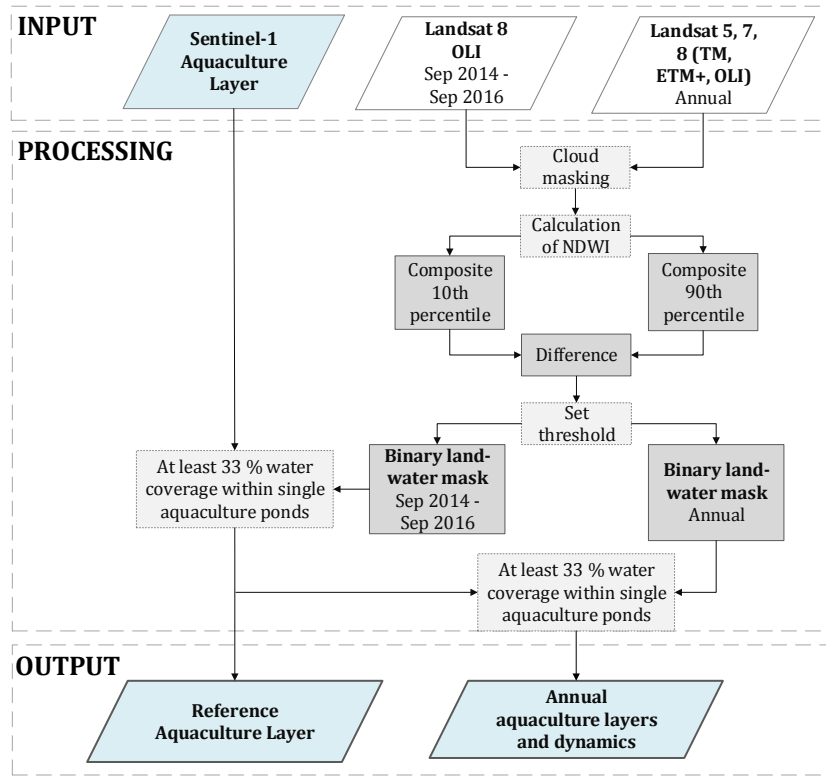 INPUT
Sentinel-1
Aquaculture
Layer
Landsat 8
OLI
Sep 2014 -
Sep 2016
Landsat 5, 7,
8 (TM,
ETM+, OLI)
Annual
PROCESSING
Cloud
masking
Calculation
of NDWI
Composite
10th
percentile
Composite
90th
percentile
Difference
Set
threshold
At least 33 % water
coverage within single
aquaculture ponds
Binary land-
water mask
Sep 2014 -
Sep 2016
Binary land-
water mask
Annual
At least 33 % water
coverage within single
aquaculture ponds
OUTPUT
Reference
Aquaculture Layer
Annual
aquaculture layers
and dynamics